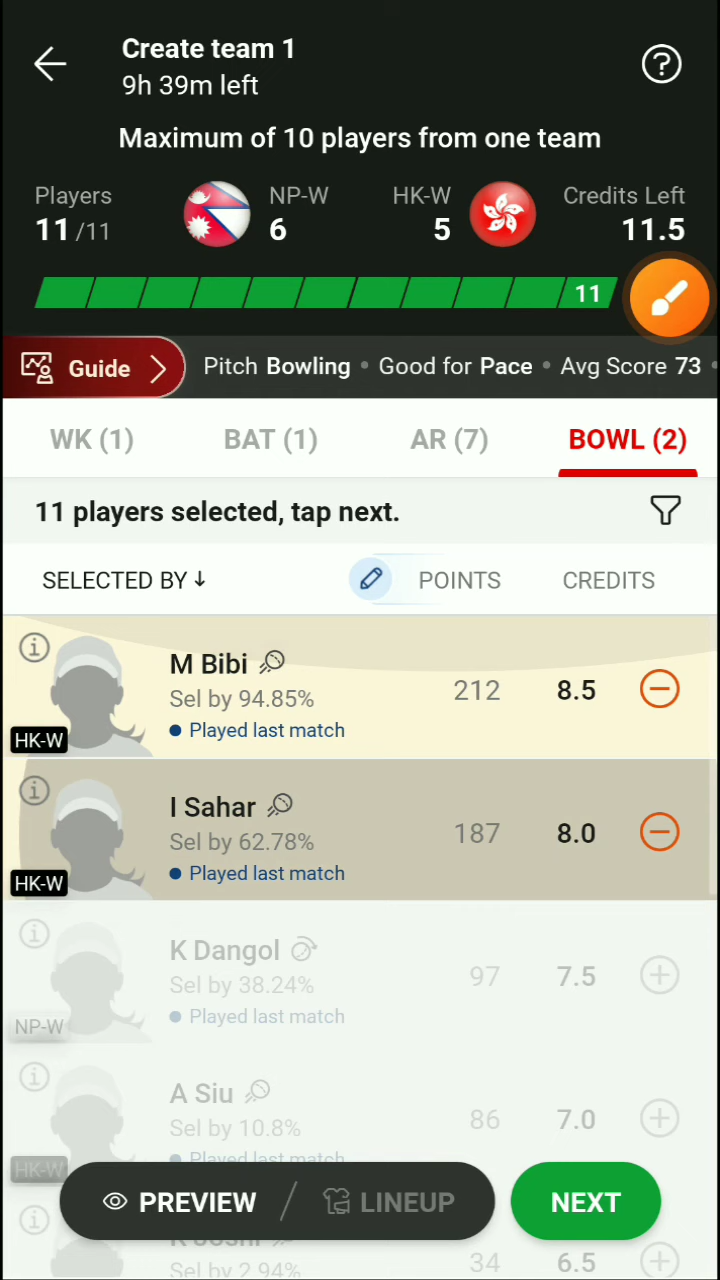 Create team 1
9h 39m left
Maximum of 10 players from one team
Players
11 /11
NP-W
6
HK-W
5
Credits Left
11.5
11
Guide
Pitch Bowling • Good for Pace • Avg Score 73
WK (1)
BAT (1)
AR (7)
BOWL (2)
11 players selected, tap next.
SELECTED BY ↓
POINTS
CREDITS
M Bibi
Sel by 94.85%
Played last match
HK-W
212
8.5
I Sahar
Sel by 62.78%
Played last match
HK-W
187
8.0
K Dangol
Sel by 38.24%
Played last match
NP-W
97
7.5
A Siu
Sel by 10.8%
Played last match
HK-W
86
7.0
PREVIEW / LINEUP
NEXT
K Joshi
Sel by 2.94%
34
6.5